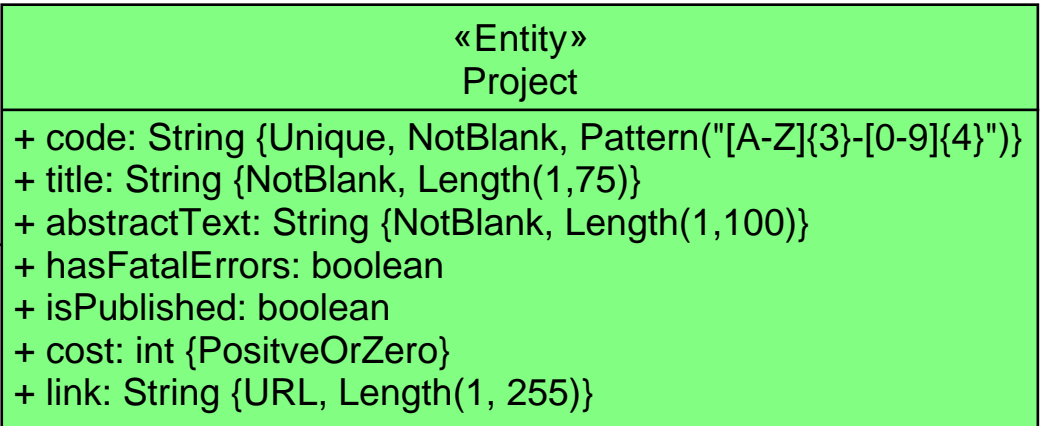 «Entity»
Project
+ code: String {Unique, NotBlank, Pattern("[A-Z]{3}-[0-9]{4}")}
+ title: String {NotBlank, Length(1,75)}
+ abstractText: String {NotBlank, Length(1,100)}
+ hasFatalErrors: boolean
+ isPublished: boolean
+ cost: int {PositveOrZero}
+ link: String {URL, Length(1, 255)}